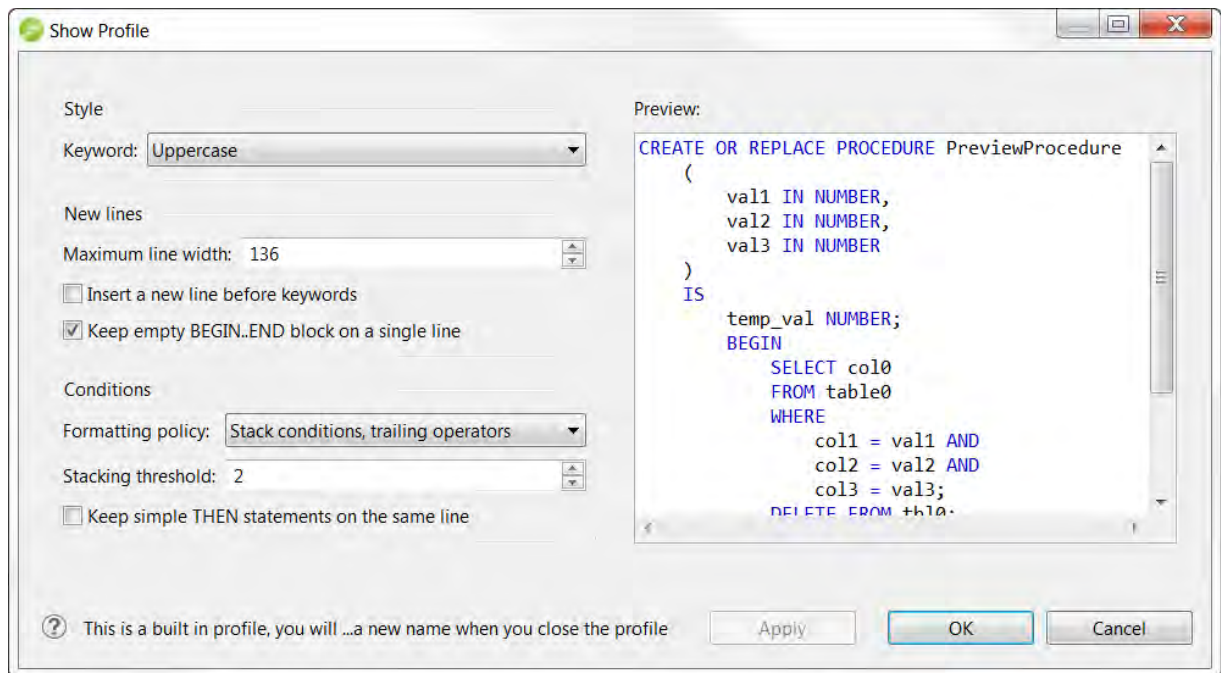 Show Profile
Style
Keyword: Uppercase
New lines
Maximum line width: 136
Insert a new line before keywords
Keep empty BEGIN..END block on a single line
Conditions
Formatting policy: Stack conditions, trailing operators
Stacking threshold: 2
Keep simple THEN statements on the same line
Preview:
CREATE OR REPLACE PROCEDURE PreviewProcedure
(
val1 IN NUMBER,
val2 IN NUMBER,
val3 IN NUMBER
)
IS
temp_val NUMBER;
BEGIN
SELECT col0
FROM table0
WHERE
col1 = val1 AND
col2 = val2 AND
col3 = val3;
DELETE FROM tbl0;
? This is a built in profile, you will ...a new name when you close the profile
Apply
OK
Cancel